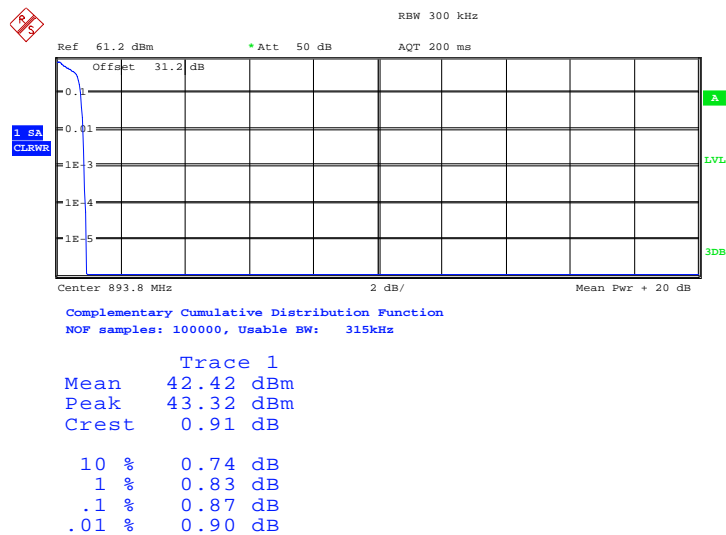 RBW 300 kHz
Ref 61.2 dBm * Att 50 dB AQT 200 ms
R S
Offset 31.2 dB
0.1
A
0.01
1 SA
CLRWR
1E-3
LVL
1E-4
1E-5
3DB
Center 893.8 MHz 2 dB/ Mean Pwr + 20 dB
Complementary Cumulative Distribution Function
NOF samples: 100000, Usable BW: 315kHz
Trace 1
Mean 42.42 dBm
Peak 43.32 dBm
Crest 0.91 dB
10 % 0.74 dB
1 % 0.83 dB
.1 % 0.87 dB
.01 % 0.90 dB